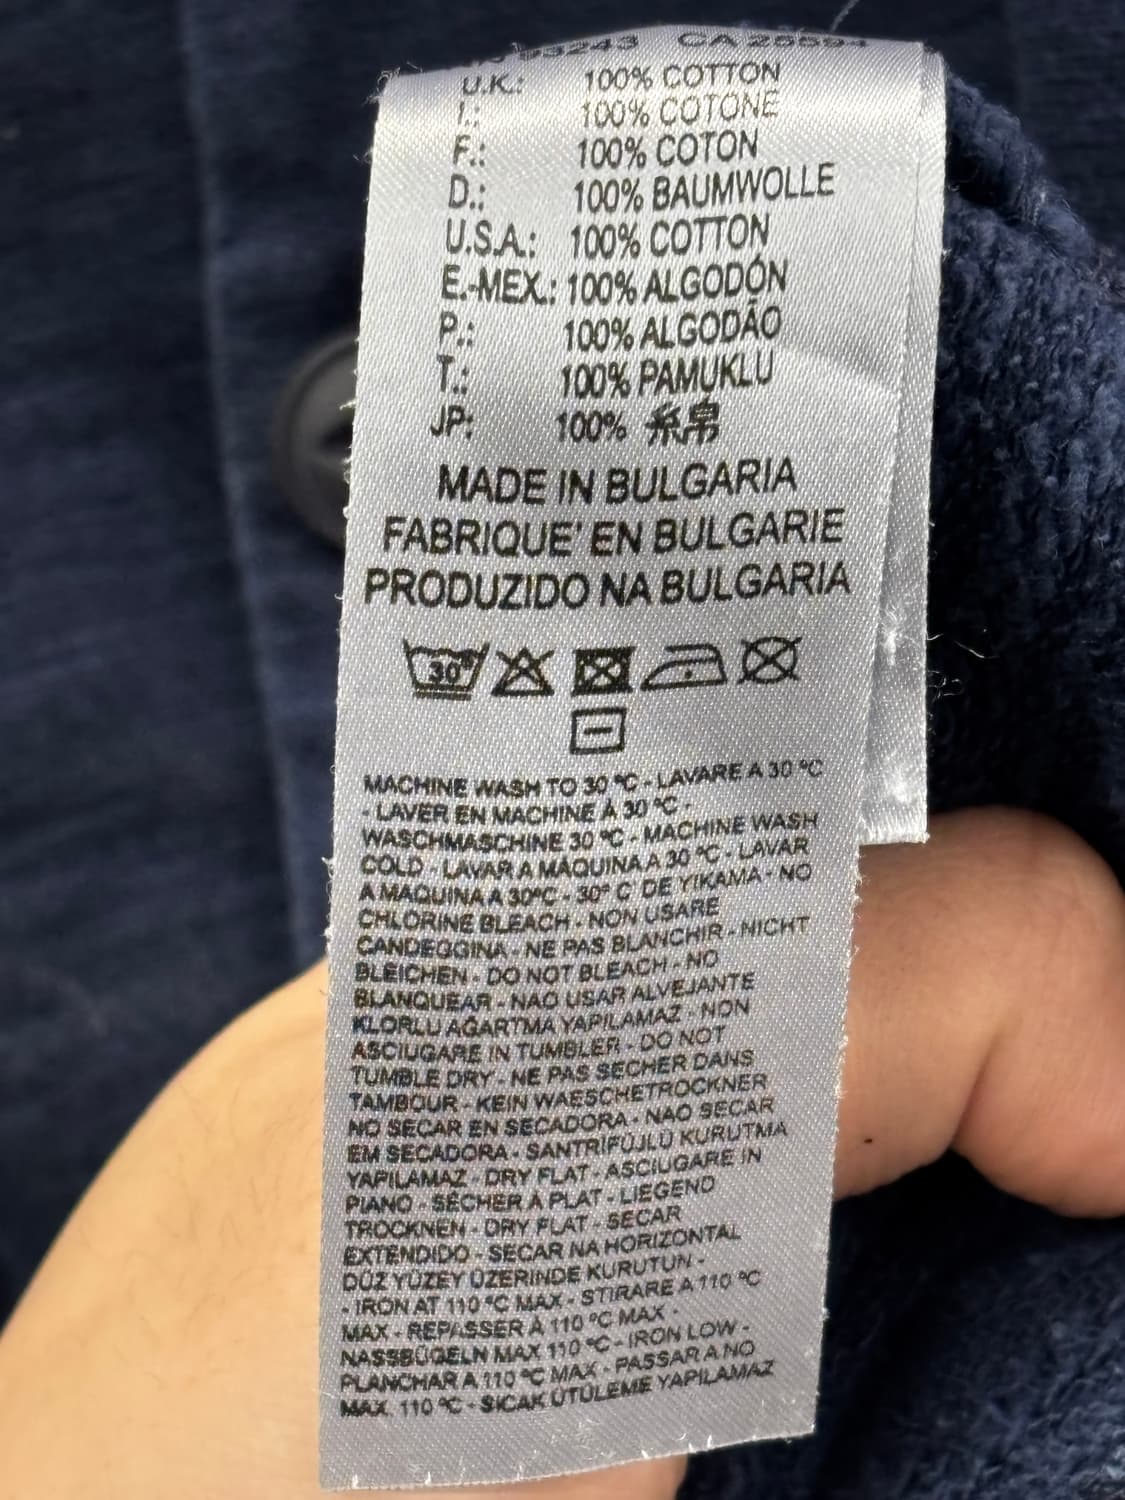 93243 CA 25594
U.K.: 100% COTTON
I.: 100% COTONE
F.: 100% COTON
D.: 100% BAUMWOLLE
U.S.A.: 100% COTTON
E.-MEX.: 100% ALGODÓN
P.: 100% ALGODÃO
T.: 100% PAMUKLU
JP: 100%
MADE IN BULGARIA
FABRIQUE' EN BULGARIE
PRODUZIDO NA BULGARIA
30°
MACHINE WASH TO 30 °C - LAVARE A 30 °C
- LAVER EN MACHINE À 30 °C -
WASCHMASCHINE 30 °C - MACHINE WASH
COLD - LAVAR A MÁQUINA A 30 °C - LAVAR
A MAQUINA A 30°C - 30° C' DE YIKAMA - NO
CHLORINE BLEACH - NON USARE
CANDEGGINA - NE PAS BLANCHIR - NICHT
BLEICHEN - DO NOT BLEACH - NO
BLANQUEAR - NAO USAR ALVEJANTE
KLORLU AĞARTMA YAPILAMAZ - NON
ASCIUGARE IN TUMBLER - DO NOT
TUMBLE DRY - NE PAS SÉCHER DANS
TAMBOUR - KEIN WAESCHETROCKNER
NO SECAR EN SECADORA - NAO SECAR
EM SECADORA - SANTRİFÜJLÜ KURUTMA
YAPILAMAZ - DRY FLAT - ASCIUGARE IN
PIANO - SÉCHER À PLAT - LIEGEND
TROCKNEN - DRY FLAT - SECAR
EXTENDIDO - SECAR NA HORIZONTAL
DÜZ YÜZEY ÜZERINDE KURUTUN -
- IRON AT 110 °C MAX - STIRARE A 110 °C
MAX - REPASSER À 110 °C MAX -
NASSBÜGELN MAX 110 °C - IRON LOW -
PLANCHAR A 110 °C MAX - PASSAR A NO
MAX. 110 °C - SICAK ÜTÜLEME YAPILAMAZ